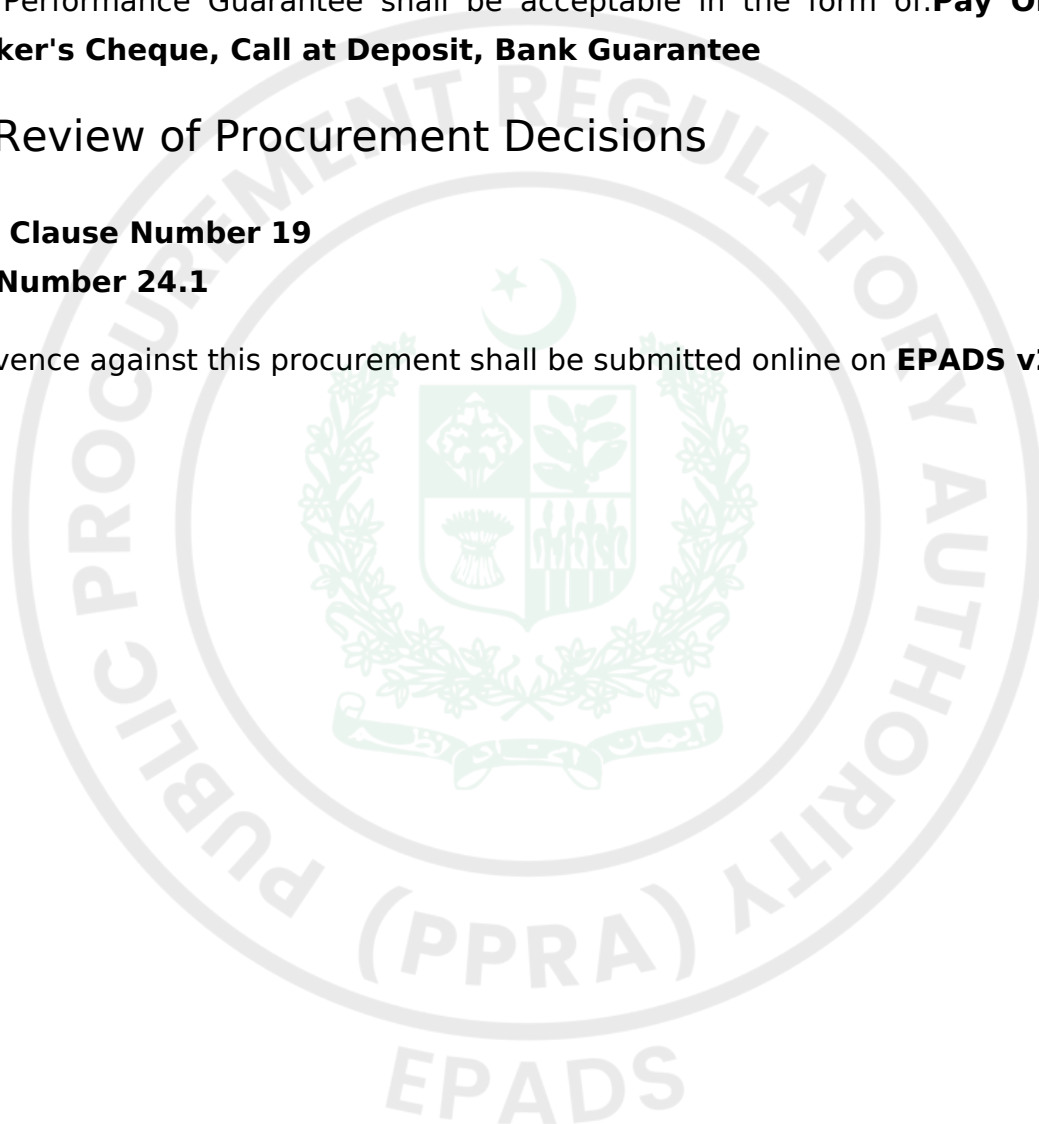 Performance Guarantee shall be acceptable in the form of:Pay
ker's Cheque, Call at Deposit, Bank Guarantee
Review of Procurement Decisions
Clause Number 19
Number 24.1
vence against this procurement shall be submitted online on EPADS
PUBLIC PROCUREMENT REGULATORY AUTHORITY
(PPRA)
EPADS